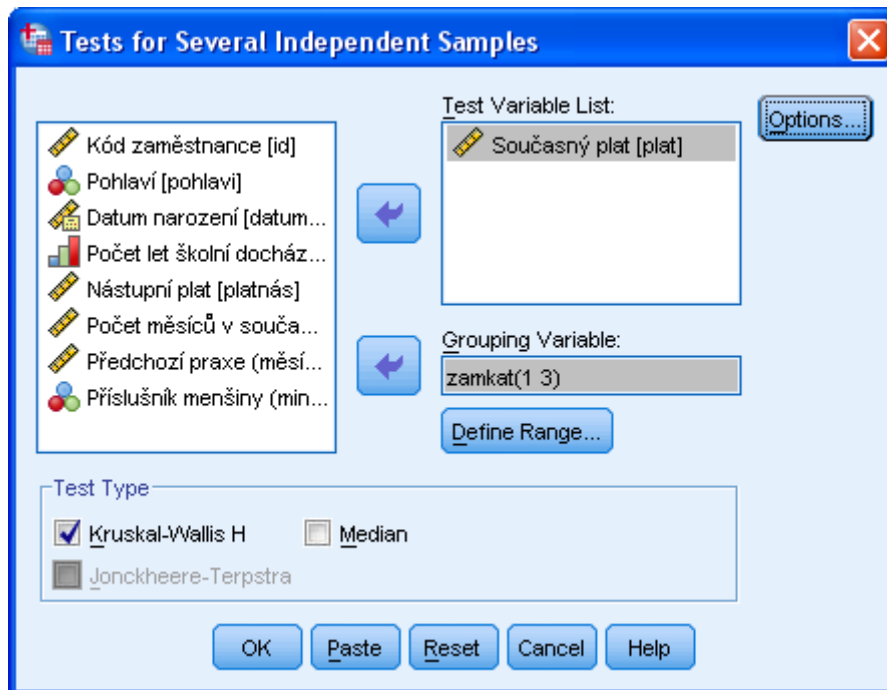 Tests for Several Independent Samples
Test Variable List:
Kód zaměstnance [id]
Pohlaví [pohlavi]
Datum narození [datum...
Počet let školní docház...
Nástupní plat [platnás]
Počet měsíců v souča...
Předchozí praxe (měsí...
Příslušník menšiny (min...
Současný plat [plat]
Options...
Grouping Variable:
zamkat(1 3)
Define Range...
Test Type
Kruskal-Wallis H
Median
Jonckheere-Terpstra
OK
Paste
Reset
Cancel
Help